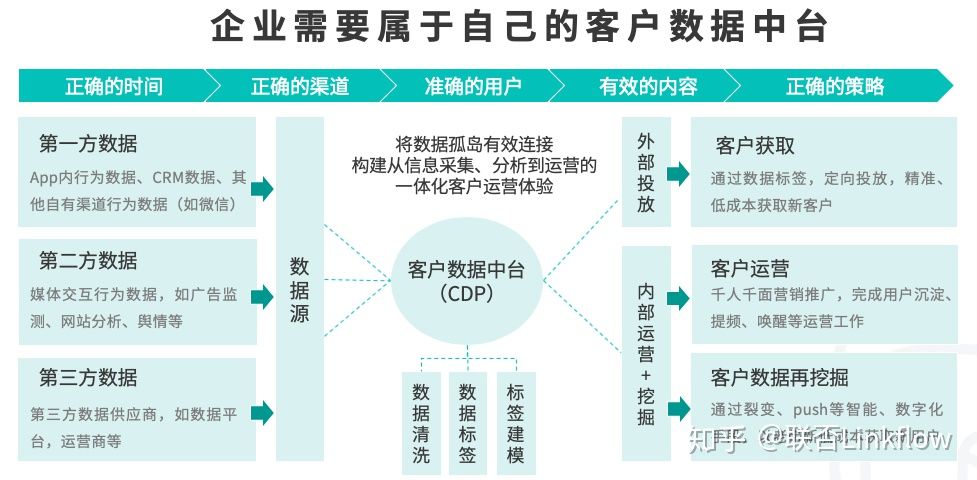 企业需要属于自己的客户数据中台
正确的时间
正确的渠道
准确的用户
有效的内容
正确的策略
第一方数据
App内行为数据、CRM数据、其
他自有渠道行为数据（如微信）
第二方数据
媒体交互行为数据，如广告监
测、网站分析、舆情等
第三方数据
第三方数据供应商，如数据平
台，运营商等
数据源
将数据孤岛有效连接
构建从信息采集、分析到运营的
一体化客户运营体验
客户数据中台
（CDP）
数据清洗
数据标签
标签建模
外部投放
内部运营+挖掘
客户获取
通过数据标签，定向投放，精准、
低成本获取新客户
客户运营
千人千面营销推广，完成用户沉淀、
提频、唤醒等运营工作
客户数据再挖掘
通过裂变、push等智能、数字化
知乎 @联否Linkflow